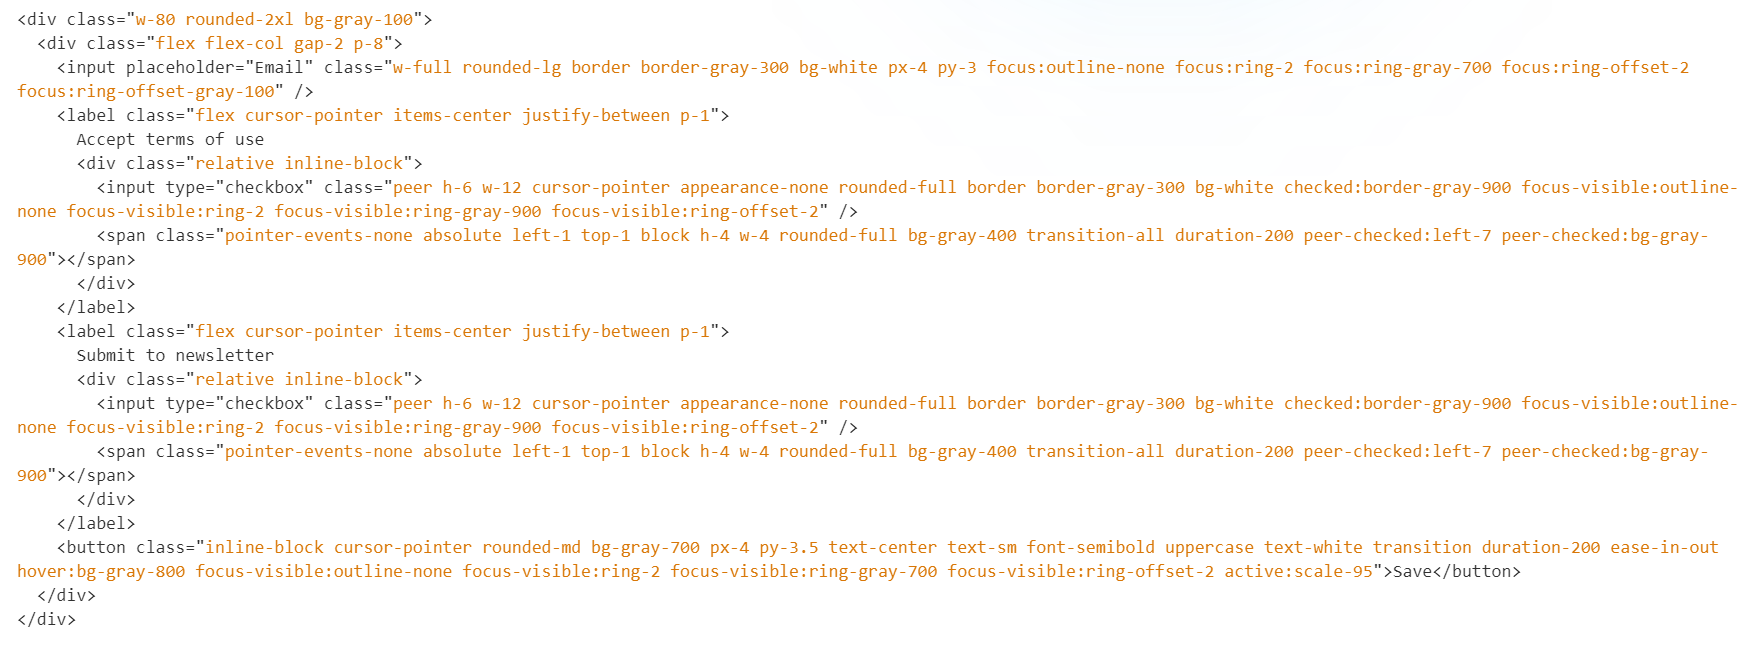 <div class="w-80 rounded-2xl bg-gray-100">
  <div class="flex flex-col gap-2 p-8">
    <input placeholder="Email" class="w-full rounded-lg border border-gray-300 bg-white px-4 py-3 focus:outline-none focus:ring-2 focus:ring-gray-700 focus:ring-offset-2
focus:ring-offset-gray-100" />
    <label class="flex cursor-pointer items-center justify-between p-1">
      Accept terms of use
      <div class="relative inline-block">
        <input type="checkbox" class="peer h-6 w-12 cursor-pointer appearance-none rounded-full border border-gray-300 bg-white checked:border-gray-900 focus-visible:outline-
none focus-visible:ring-2 focus-visible:ring-gray-900 focus-visible:ring-offset-2" />
        <span class="pointer-events-none absolute left-1 top-1 block h-4 w-4 rounded-full bg-gray-400 transition-all duration-200 peer-checked:left-7 peer-checked:bg-gray-
900"></span>
      </div>
    </label>
    <label class="flex cursor-pointer items-center justify-between p-1">
      Submit to newsletter
      <div class="relative inline-block">
        <input type="checkbox" class="peer h-6 w-12 cursor-pointer appearance-none rounded-full border border-gray-300 bg-white checked:border-gray-900 focus-visible:outline-
none focus-visible:ring-2 focus-visible:ring-gray-900 focus-visible:ring-offset-2" />
        <span class="pointer-events-none absolute left-1 top-1 block h-4 w-4 rounded-full bg-gray-400 transition-all duration-200 peer-checked:left-7 peer-checked:bg-gray-
900"></span>
      </div>
    </label>
    <button class="inline-block cursor-pointer rounded-md bg-gray-700 px-4 py-3.5 text-center text-sm font-semibold uppercase text-white transition duration-200 ease-in-out
hover:bg-gray-800 focus-visible:outline-none focus-visible:ring-2 focus-visible:ring-gray-700 focus-visible:ring-offset-2 active:scale-95">Save</button>
  </div>
</div>